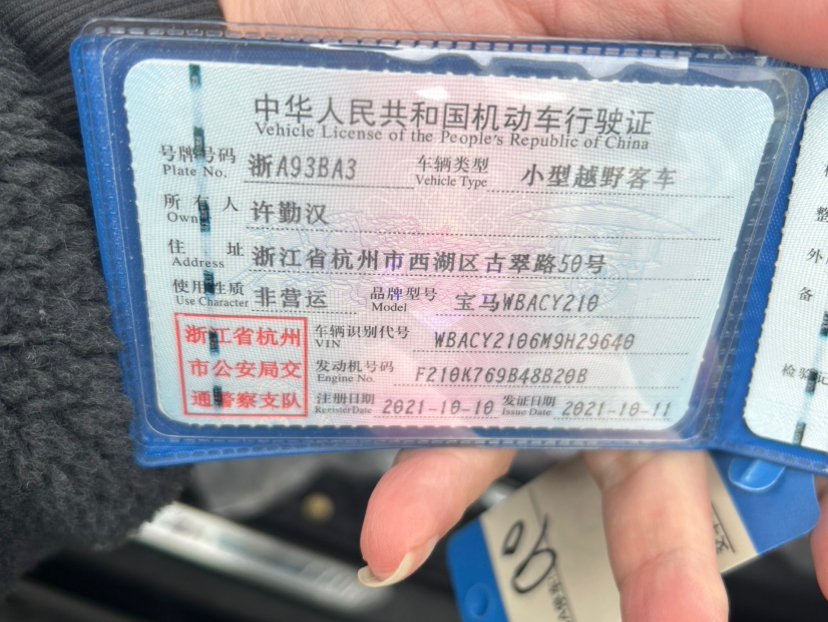 中华人民共和国机动车行驶证
Vehicle License of the People's Republic of China
号牌号码 浙A93BA3 车辆类型 小型越野客车
Plate No. Vehicle Type
所有人 许勤汉
Owner
住址 浙江省杭州市西湖区古翠路50号
Address
使用性质 非营运 品牌型号 宝马WBACY210
Use Character Model
浙江省杭州
市公安局交
通警察支队
车辆识别代号 WBACY2106M9H29640
VIN
发动机号码 F210K769B48B20B
Engine No.
注册日期 2021-10-10 发证日期 2021-10-11
Register Date Issue Date
整
外
备
检验记